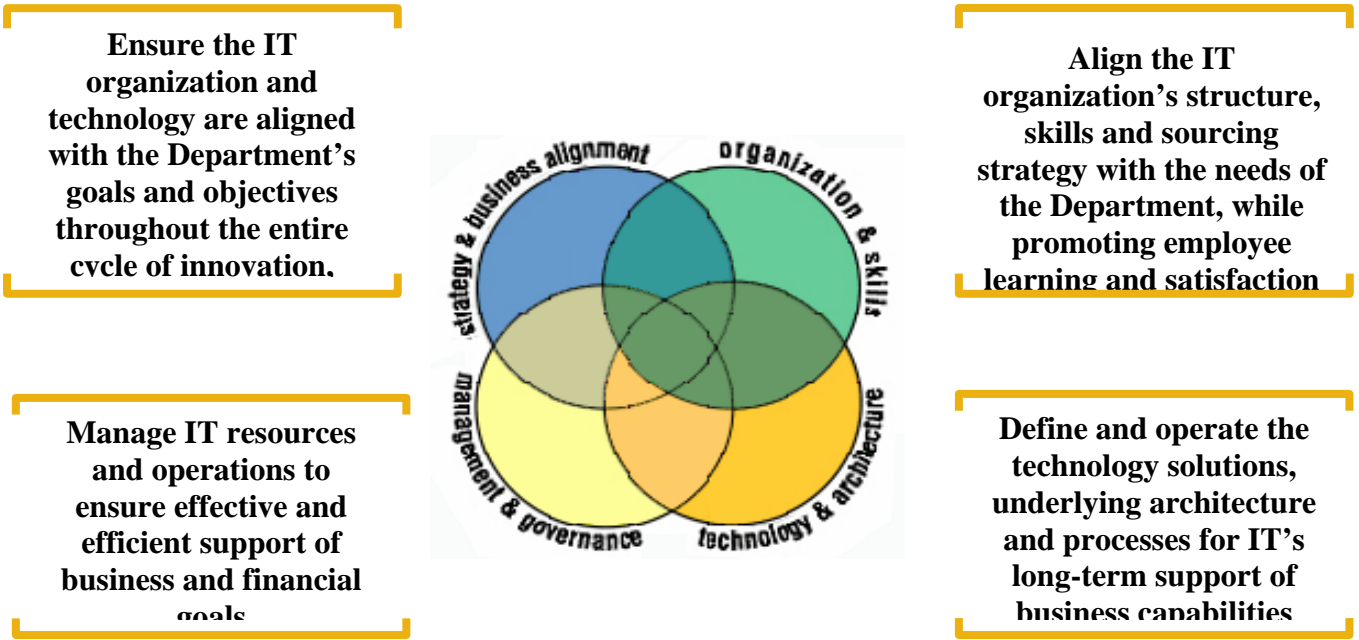 Ensure the IT
organization and
technology are aligned
with the Department's
goals and objectives
throughout the entire
cycle of innovation,
Align the IT
organization's structure,
skills and sourcing
strategy with the needs of
the Department, while
promoting employee
learning and satisfaction
strategy & business alignment
organization & skills
management & governance
technology & architecture
Manage IT resources
and operations to
ensure effective and
efficient support of
business and financial
goals
Define and operate the
technology solutions,
underlying architecture
and processes for IT's
long-term support of
business capabilities